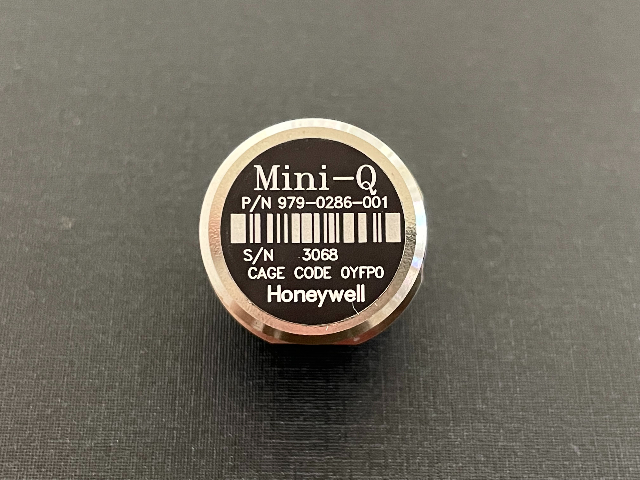 Mini-Q
P/N 979-0286-001
S/N 3068
CAGE CODE 0YFP0
Honeywell